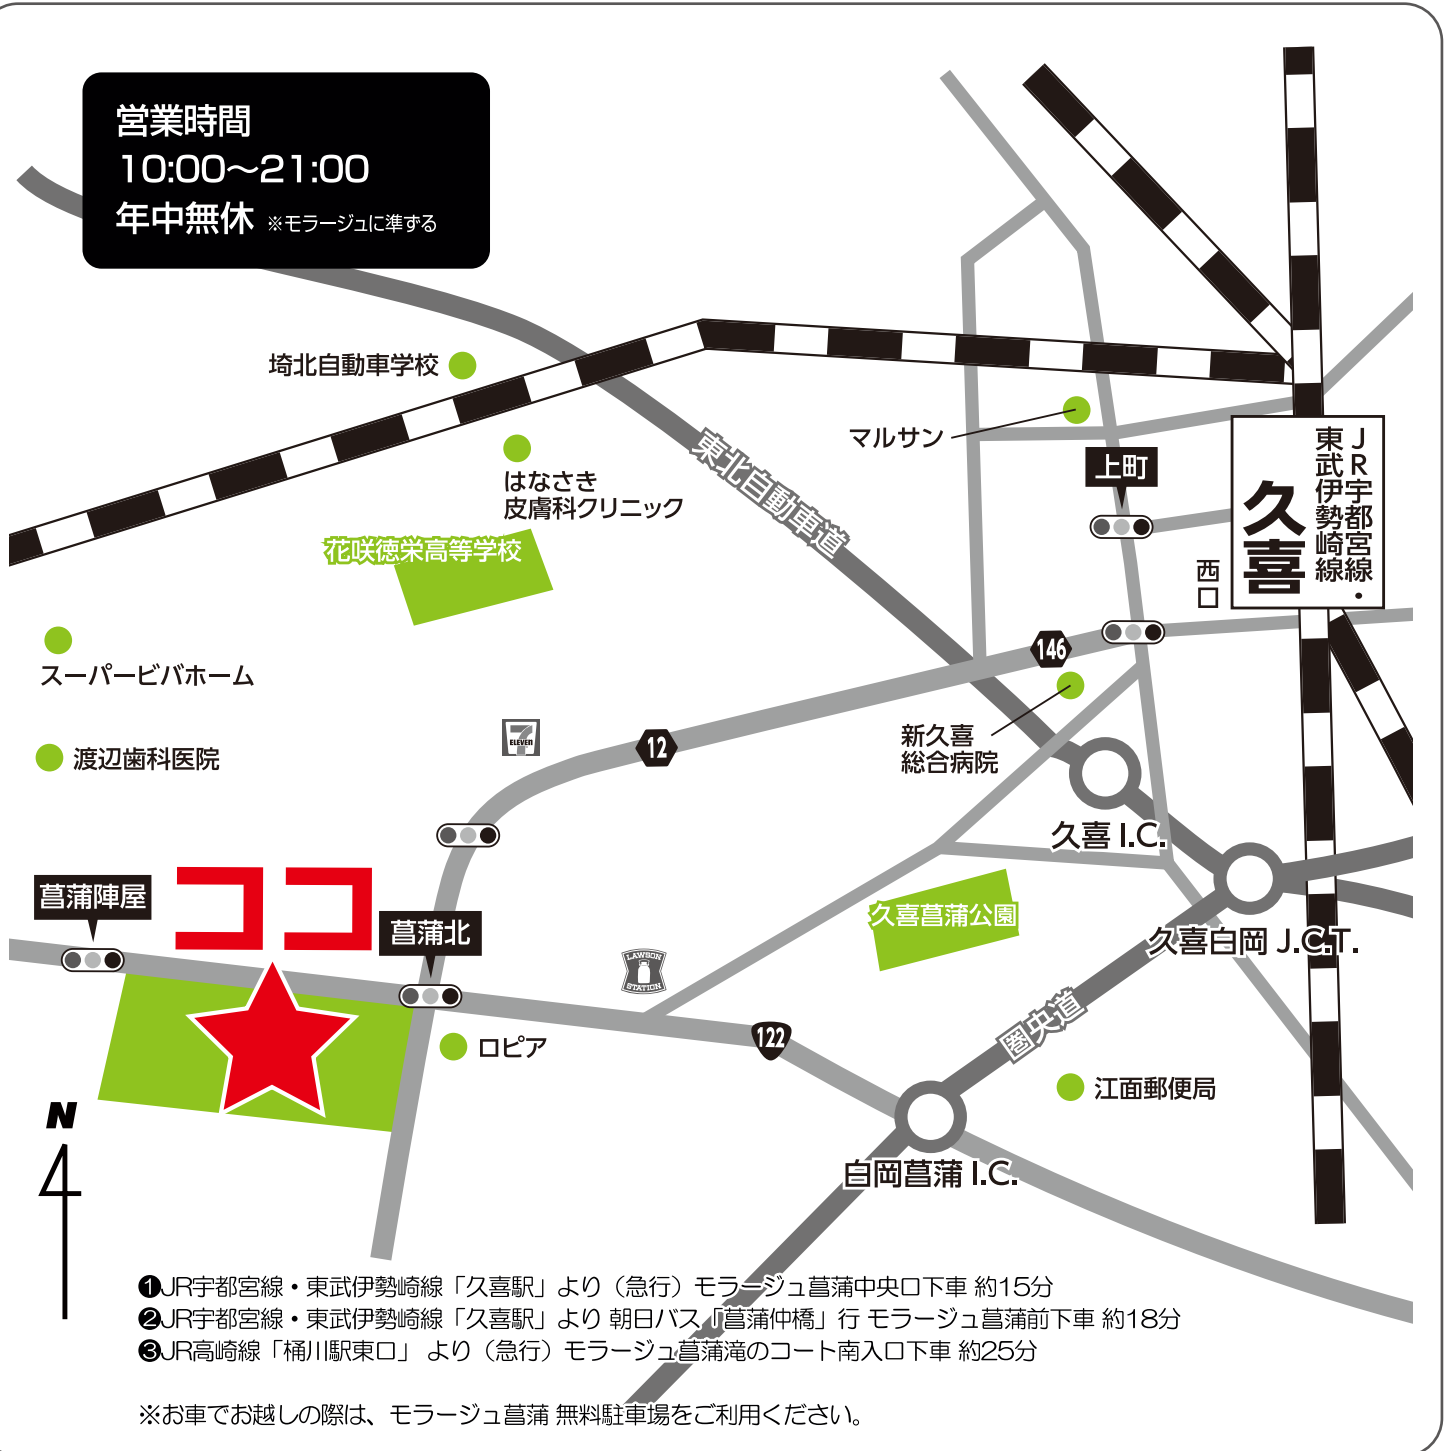 営業時間
10:00〜21:00
年中無休 ※モラージュに準ずる
埼北自動車学校
はなさき
皮膚科クリニック
花咲徳栄高等学校
スーパービバホーム
渡辺歯科医院
東北自動車道
マルサン
上町
JR宇都宮線・
東武伊勢崎線
久喜
西口
146
12
7
ELEVEN
新久喜
総合病院
久喜 I.C.
久喜菖蒲公園
久喜白岡 J.C.T.
菖蒲陣屋
ココ
菖蒲北
LAWSON
STATION
ロピア
122
圏央道
江面郵便局
白岡菖蒲 I.C.
N
❶JR宇都宮線・東武伊勢崎線「久喜駅」より（急行）モラージュ菖蒲中央口下車 約15分
❷JR宇都宮線・東武伊勢崎線「久喜駅」より 朝日バス「菖蒲仲橋」行 モラージュ菖蒲前下車 約18分
❸JR高崎線「桶川駅東口」 より（急行）モラージュ菖蒲滝のコート南入口下車 約25分
※お車でお越しの際は、モラージュ菖蒲 無料駐車場をご利用ください。